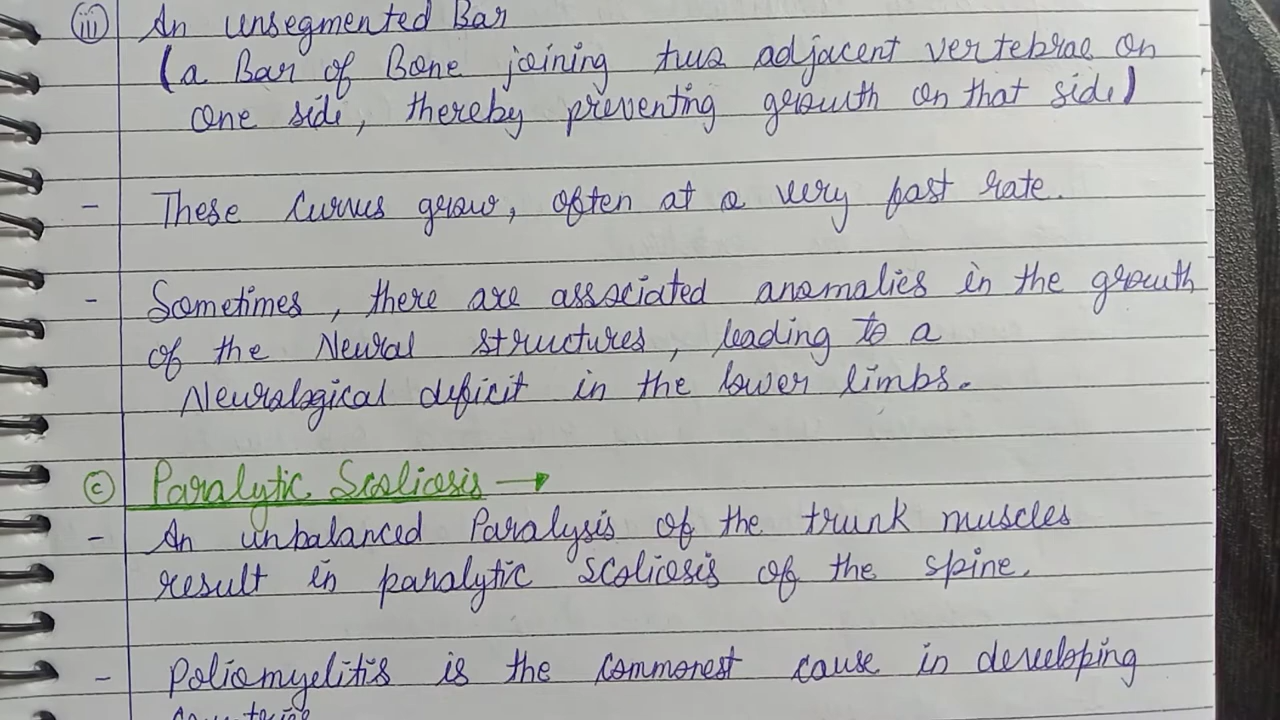 (iii) An unsegmented Bar
(a Bar of Bone joining two adjacent vertebrae on
one side, thereby preventing growth on that side)
- These curves grow, often at a very fast rate.
- Sometimes, there are associated anomalies in the growth
of the Neural structures, leading to a
Neurological deficit in the lower limbs.
(c) Paralytic Scoliosis →
- An unbalanced Paralysis of the trunk muscles
result in paralytic scoliosis of the spine.
- Poliomyelitis is the commonest cause in developing